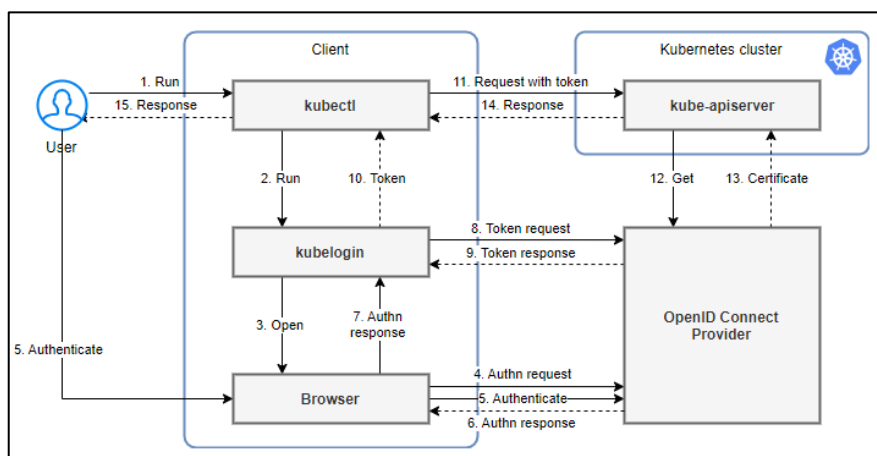 Client
Kubernetes cluster
1. Run
11. Request with token
kubectl
kube-apiserver
15. Response
14. Response
User
2. Run
10. Token
12. Get
13. Certificate
8. Token request
kubelogin
9. Token response
3. Open
7. Authn
response
OpenID Connect
Provider
5. Authenticate
4. Authn request
Browser
5. Authenticate
6. Authn response